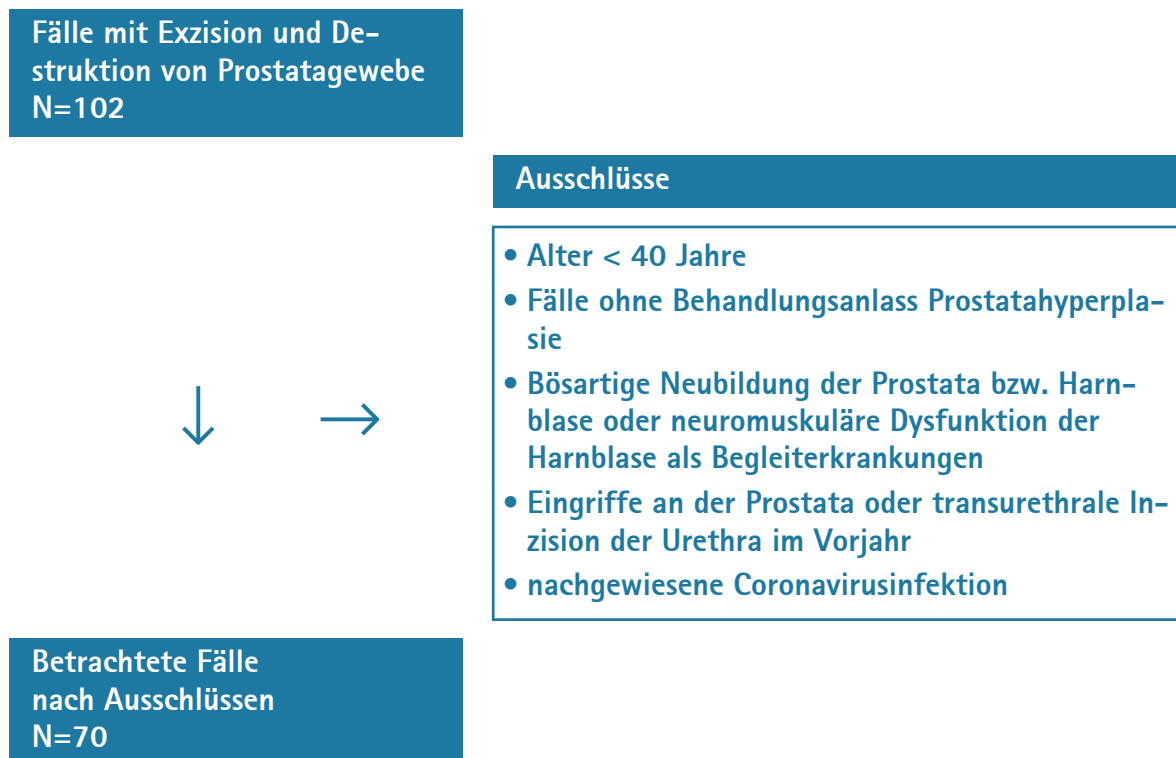 Fälle mit Exzision und De-
struktion von Prostatagewebe
N=102
Ausschlüsse
• Alter < 40 Jahre
• Fälle ohne Behandlungsanlass Prostatahyperpla-
sie
• Bösartige Neubildung der Prostata bzw. Harn-
blase oder neuromuskuläre Dysfunktion der
Harnblase als Begleiterkrankungen
• Eingriffe an der Prostata oder transurethrale In-
zision der Urethra im Vorjahr
• nachgewiesene Coronavirusinfektion
Betrachtete Fälle
nach Ausschlüssen
N=70